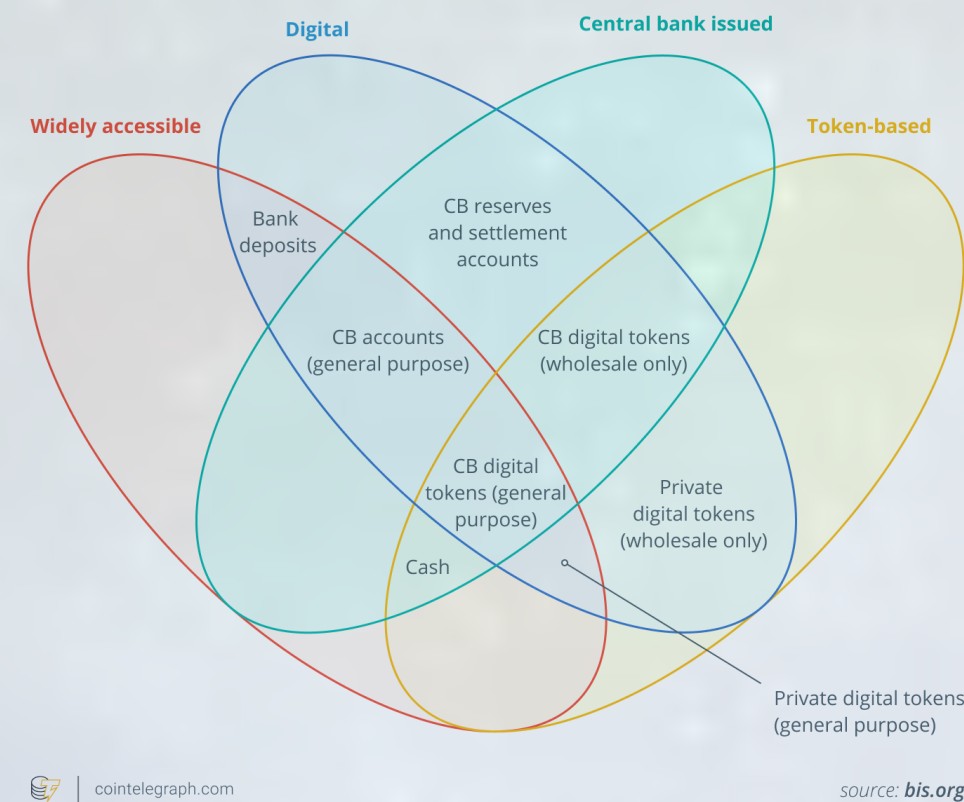 Digital
Central bank issued
Widely accessible
Token-based
Bank
deposits
CB reserves
and settlement
accounts
CB accounts
(general purpose)
CB digital tokens
(wholesale only)
CB digital
tokens (general
purpose)
Private
digital tokens
(wholesale only)
Cash
Private digital tokens
(general purpose)
cointelegraph.com
source: bis.org